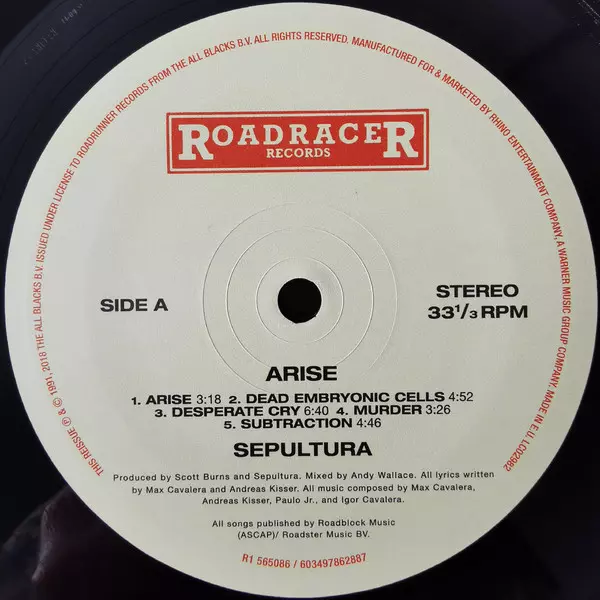 THIS REISSUE Ⓟ & © 1991, 2018 THE ALL BLACKS B.V. ISSUED UNDER LICENSE TO ROADRUNNER RECORDS FROM THE ALL BLACKS B.V. ALL RIGHTS RESERVED. MANUFACTURED FOR & MARKETED BY RHINO ENTERTAINMENT COMPANY, A WARNER MUSIC GROUP COMPANY. MADE IN E.U. LC02982
ROADRACER
RECORDS
SIDE A
STEREO
33 1/3 RPM
ARISE
1. ARISE 3:18 2. DEAD EMBRYONIC CELLS 4:52
3. DESPERATE CRY 6:40 4. MURDER 3:26
5. SUBTRACTION 4:46
SEPULTURA
Produced by Scott Burns and Sepultura. Mixed by Andy Wallace. All lyrics written
by Max Cavalera and Andreas Kisser. All music composed by Max Cavalera,
Andreas Kisser, Paulo Jr., and Igor Cavalera.
All songs published by Roadblock Music
(ASCAP)/ Roadster Music BV.
R1 565086 / 603497862887